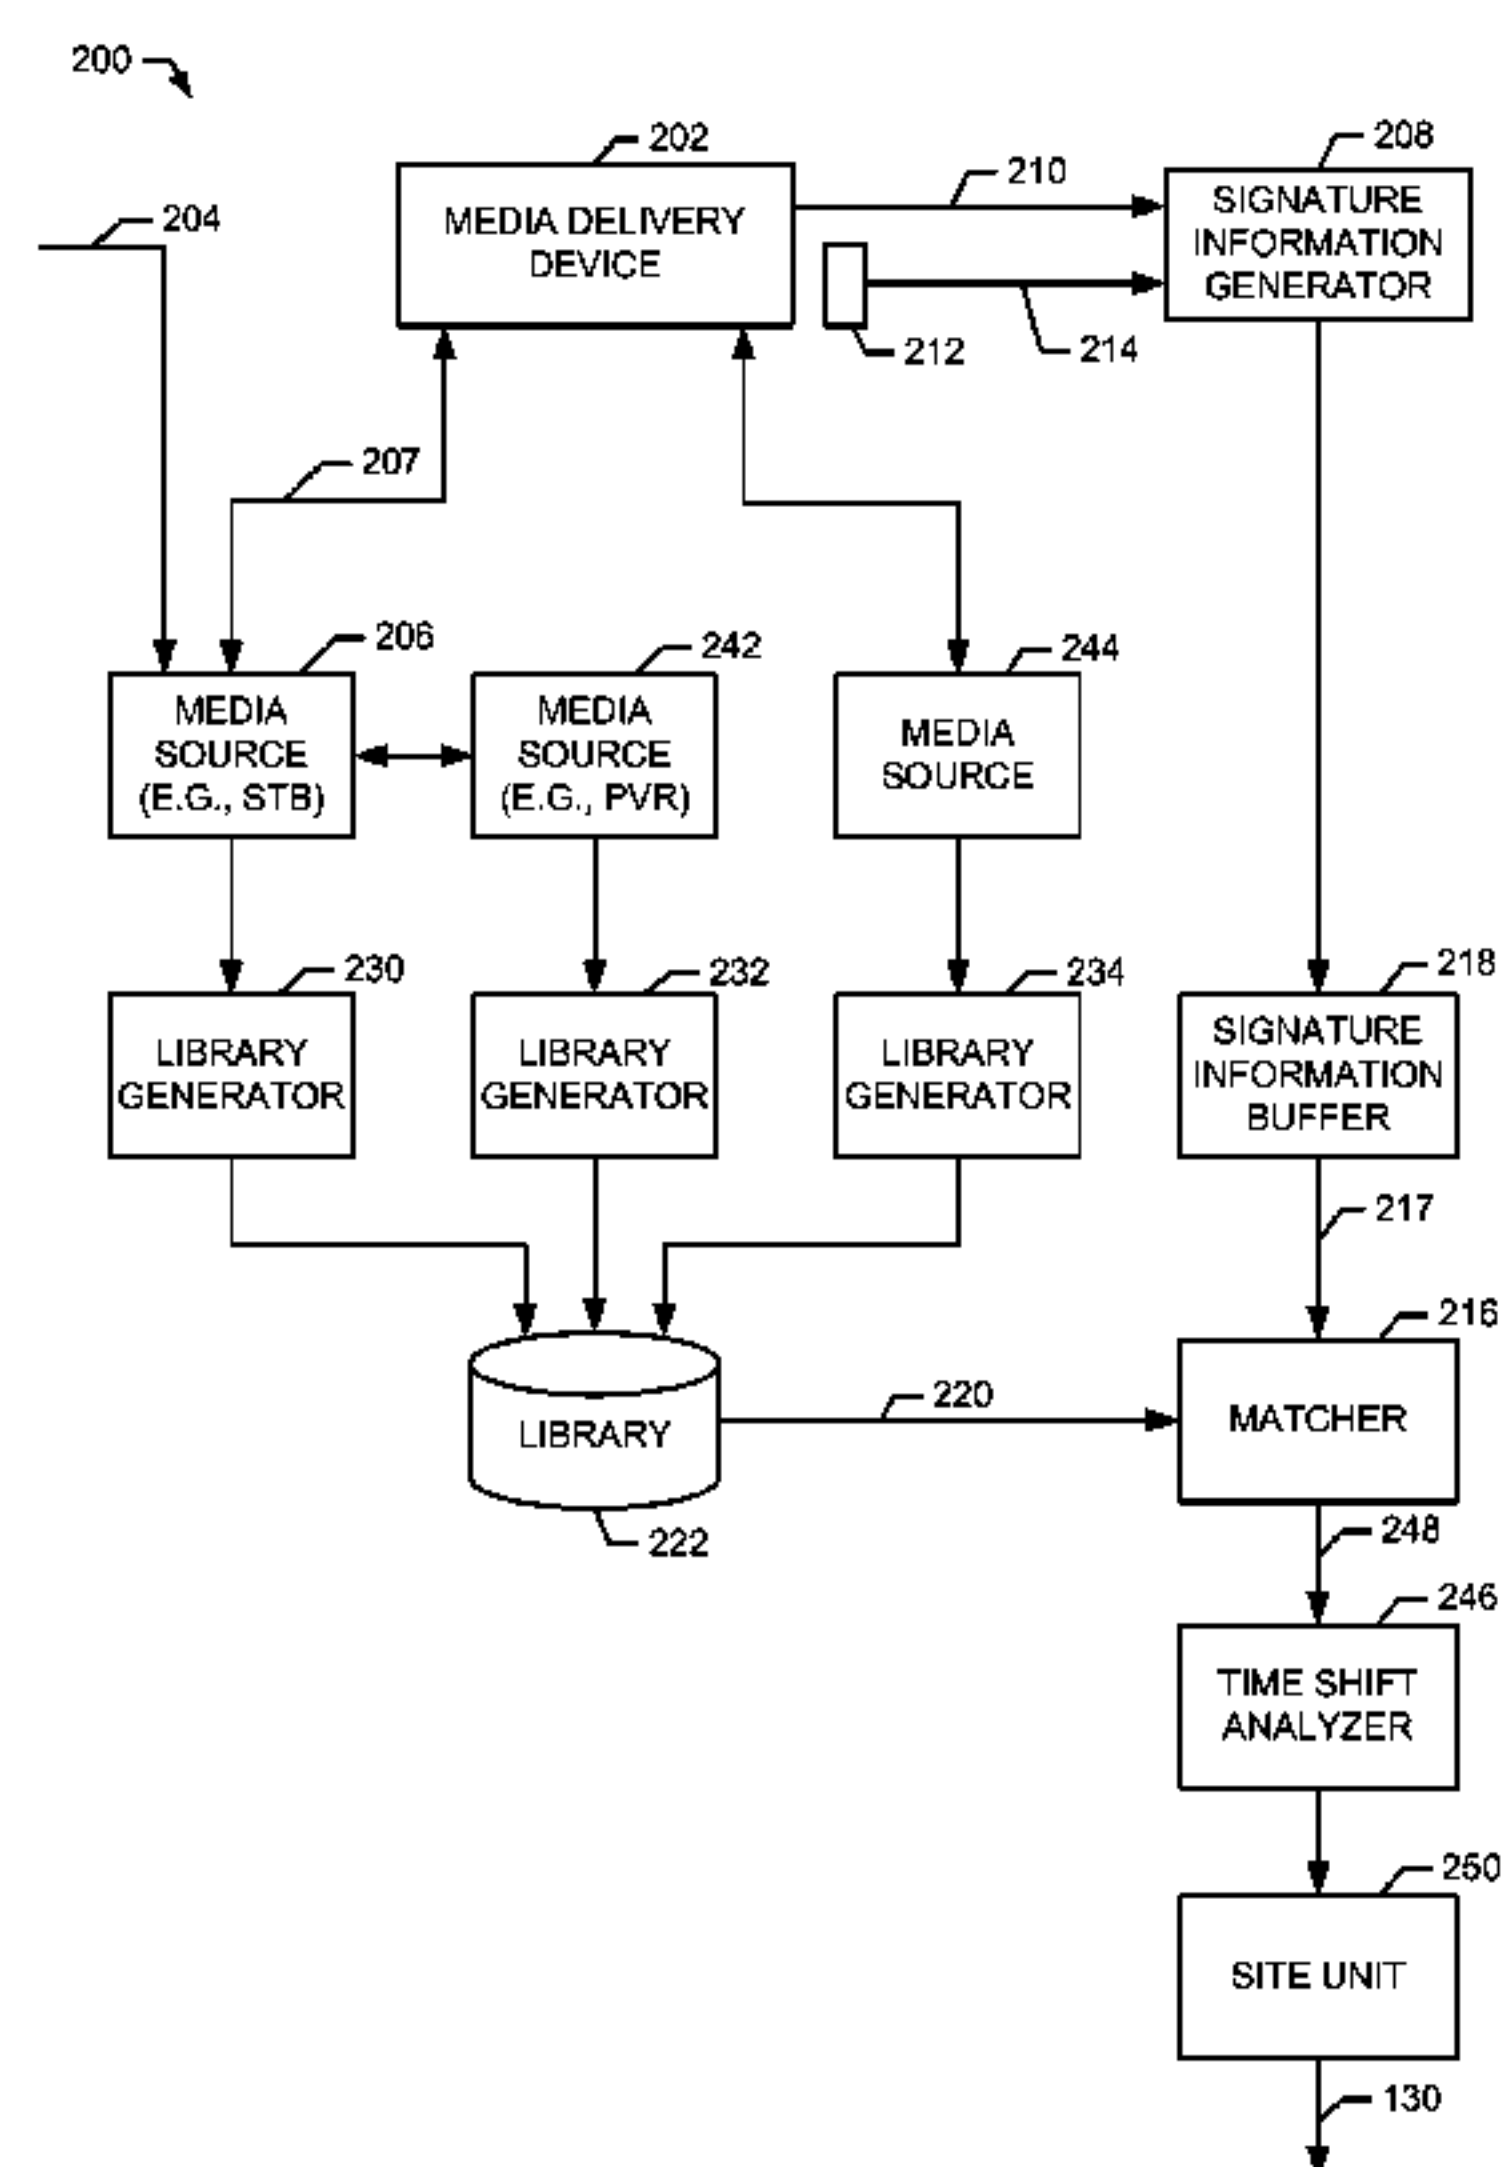 200
202
208
MEDIA DELIVERY
DEVICE
210
SIGNATURE
INFORMATION
GENERATOR
204
212
214
207
206
242
244
MEDIA
SOURCE
(E.G., STB)
MEDIA
SOURCE
(E.G., PVR)
MEDIA
SOURCE
230
232
234
218
LIBRARY
GENERATOR
LIBRARY
GENERATOR
LIBRARY
GENERATOR
SIGNATURE
INFORMATION
BUFFER
217
216
220
LIBRARY
MATCHER
222
248
246
TIME SHIFT
ANALYZER
250
SITE UNIT
130